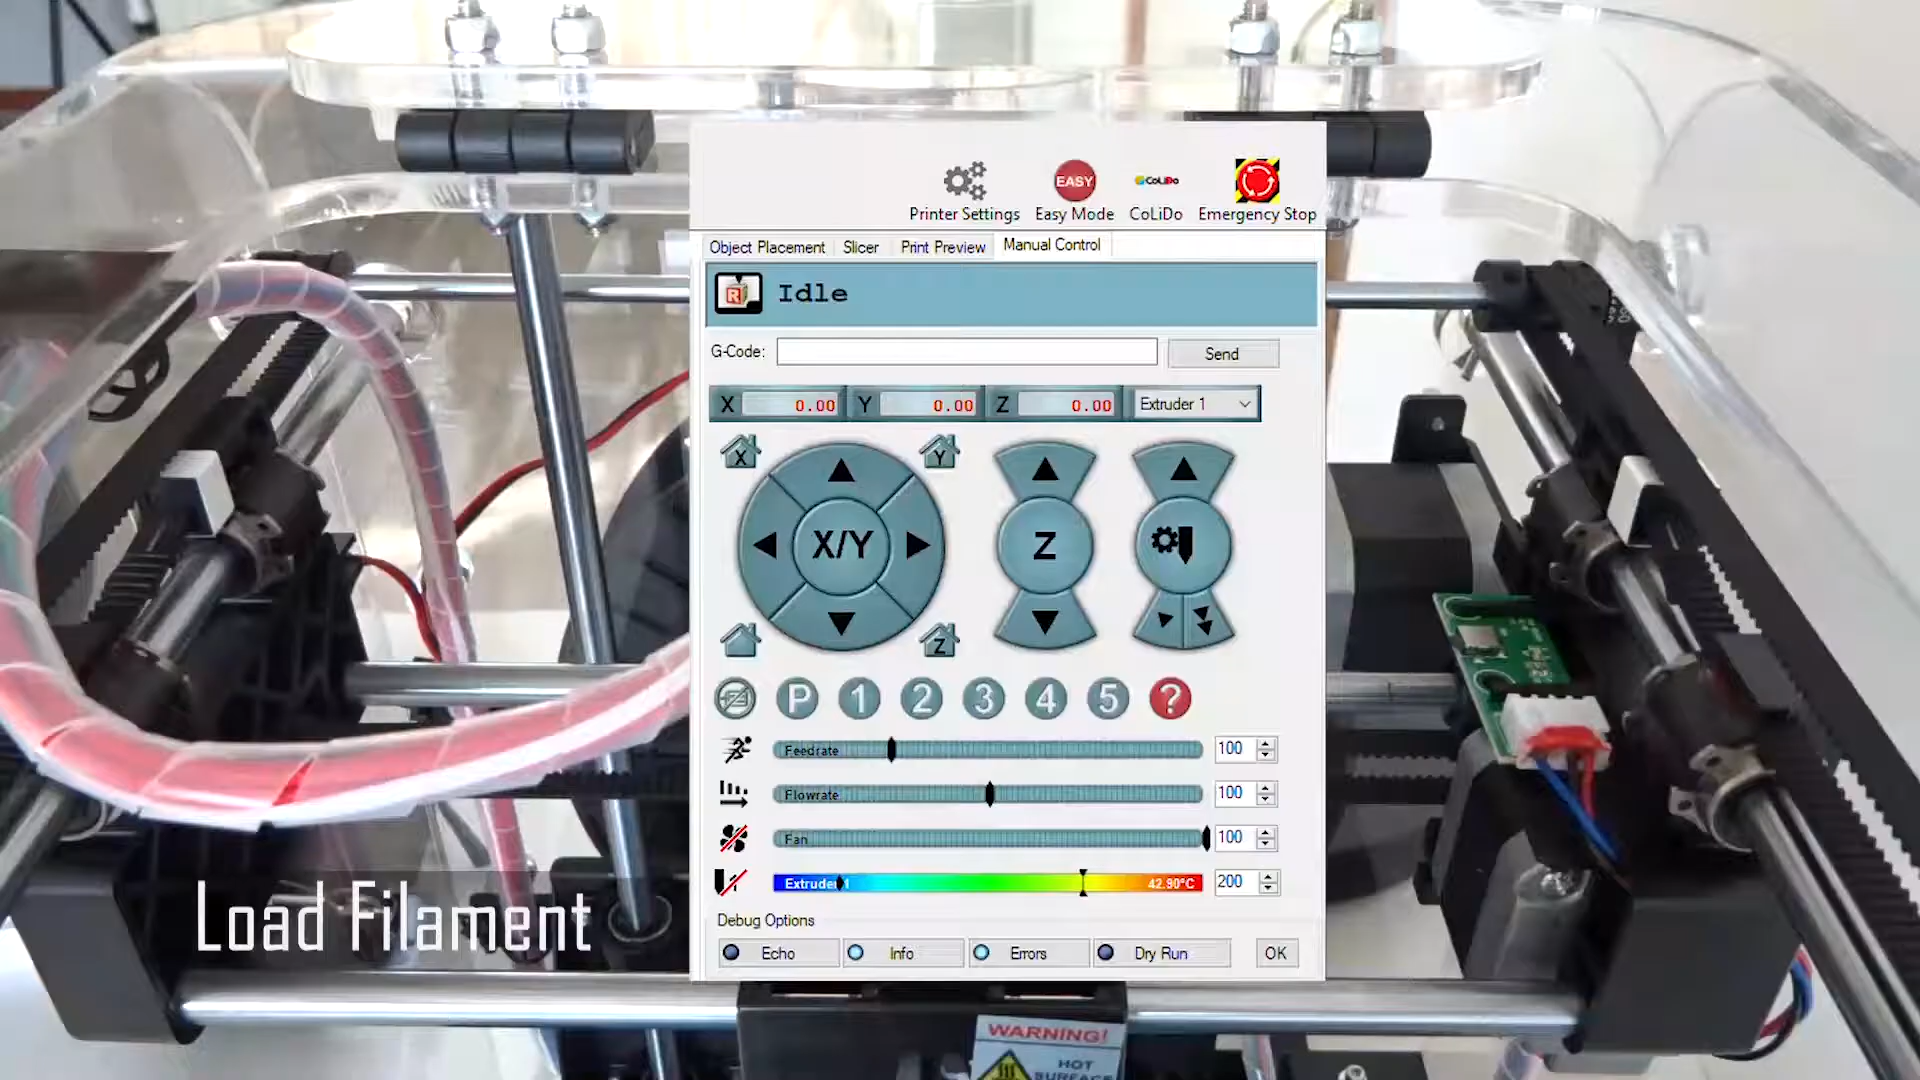 EASY
CoLiDo
Printer Settings Easy Mode CoLiDo Emergency Stop
Object Placement Slicer Print Preview Manual Control
R Idle
G-Code: Send
X 0.00 Y 0.00 Z 0.00 Extruder 1
X Y
X/Y Z
Z
P 1 2 3 4 5 ?
Feedrate 100
Flowrate 100
Fan 100
Extruder 1 42.90°C 200
Load Filament
Debug Options
Echo Info Errors Dry Run OK
WARNING!
HOT
SURFACE